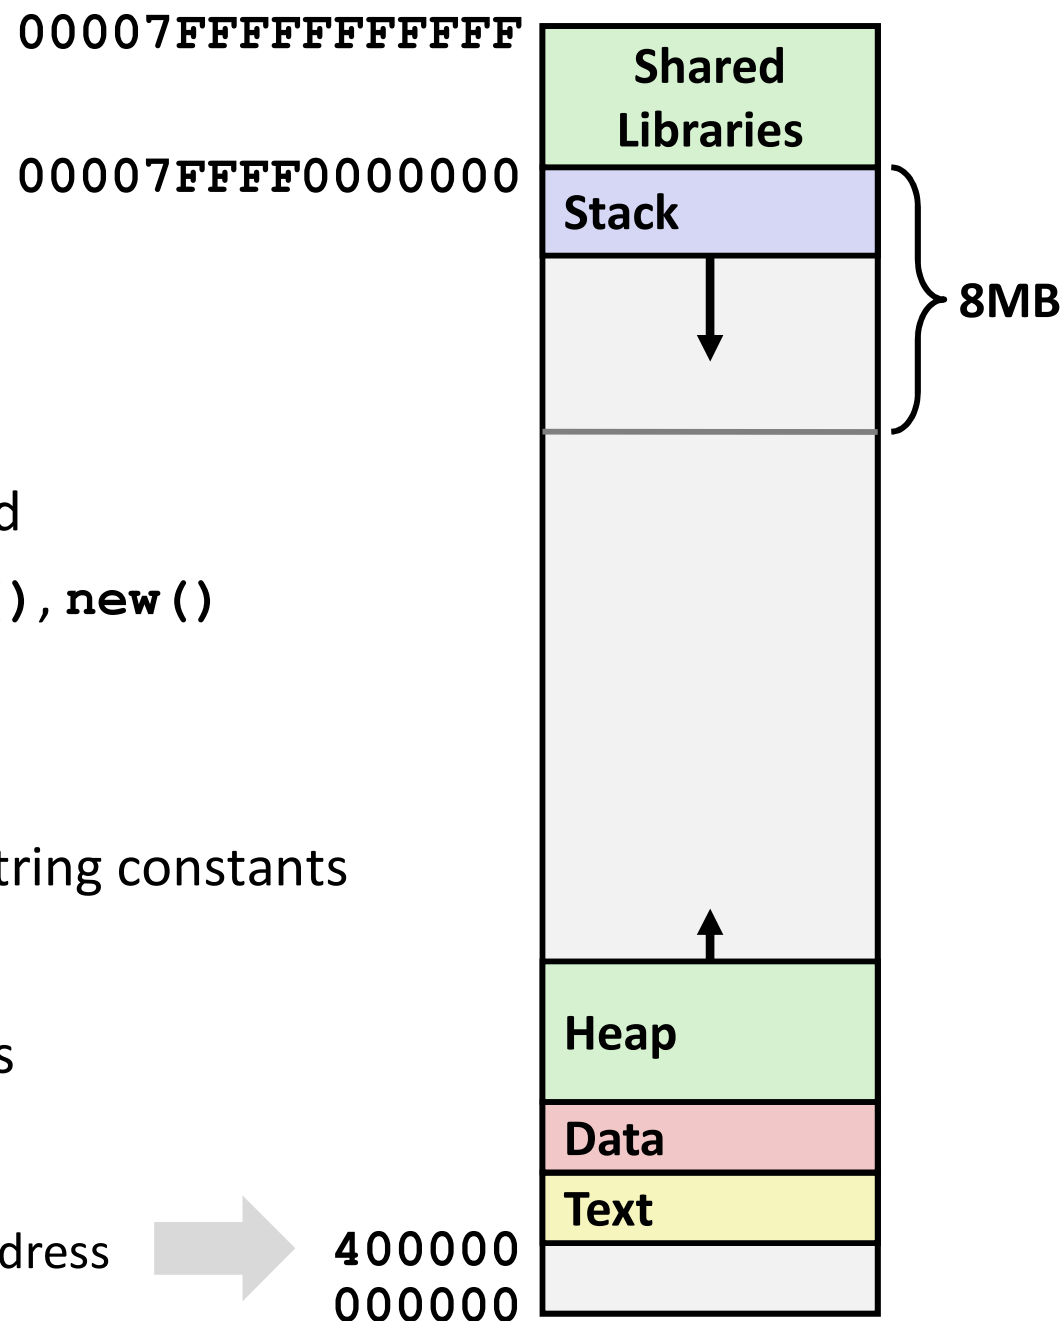 00007FFFFFFFFFFF
Shared
Libraries
00007FFFF0000000
Stack
8MB
d
), new()
tring constants
Heap
s
Data
Text
dress
400000
000000